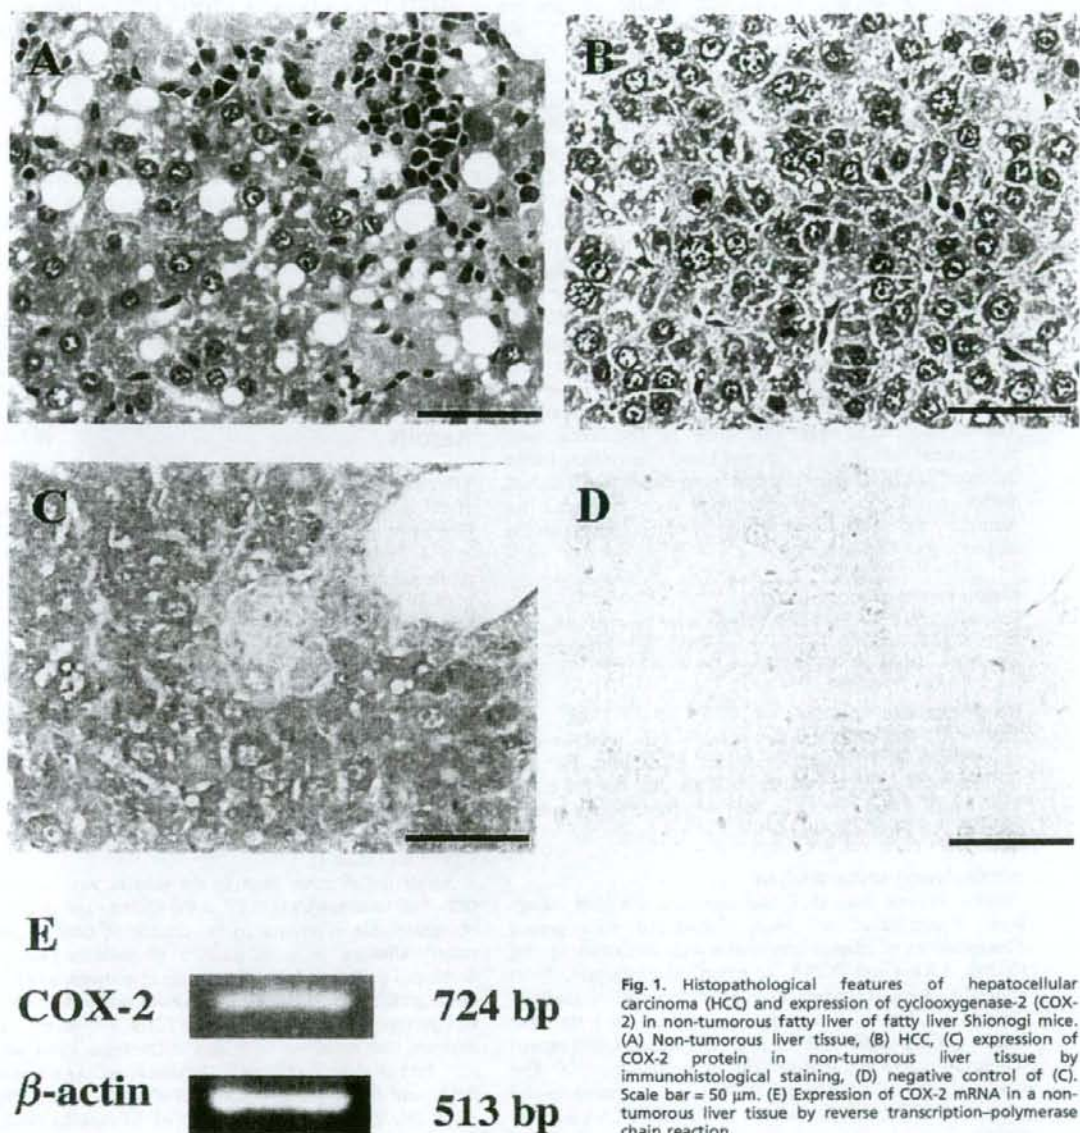 A
B
C
D
E
COX-2
724 bp
β-actin
513 bp
Fig. 1. Histopathological features of hepatocellular
carcinoma (HCC) and expression of cyclooxygenase-2 (COX-
2) in non-tumorous fatty liver of fatty liver Shionogi mice.
(A) Non-tumorous liver tissue, (B) HCC, (C) expression of
COX-2 protein in non-tumorous liver tissue by
immunohistological staining, (D) negative control of (C).
Scale bar = 50 μm. (E) Expression of COX-2 mRNA in a non-
tumorous liver tissue by reverse transcription–polymerase
chain reaction.